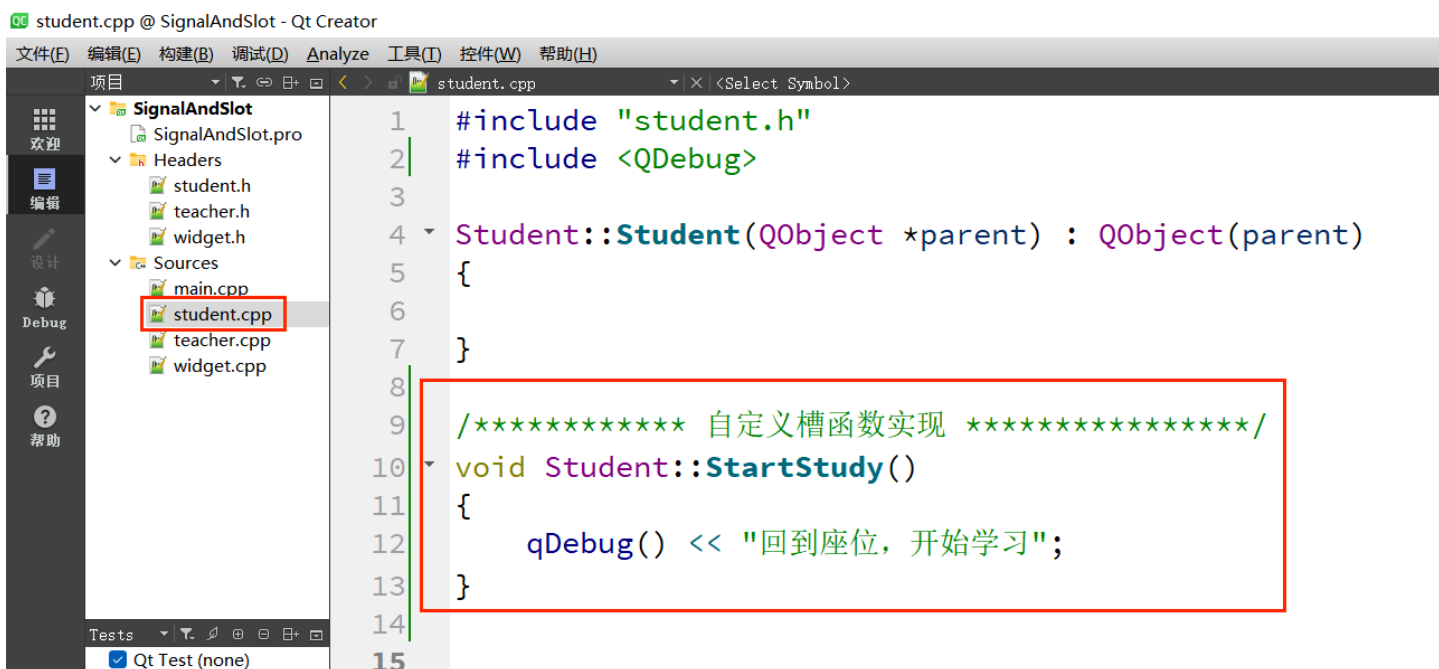 student.cpp @ SignalAndSlot - Qt Creator
文件(F) 编辑(E) 构建(B) 调试(D) Analyze 工具(T) 控件(W) 帮助(H)
项目
student.cpp
<Select Symbol>
欢迎
编辑
设计
Debug
项目
帮助
SignalAndSlot
SignalAndSlot.pro
Headers
student.h
teacher.h
widget.h
Sources
main.cpp
student.cpp
teacher.cpp
widget.cpp
Tests
Qt Test (none)
1 #include "student.h"
2 #include <QDebug>
3
4 Student::Student(QObject *parent) : QObject(parent)
5 {
6
7 }
8
9 /************ 自定义槽函数实现 ****************/
10 void Student::StartStudy()
11 {
12 qDebug() << "回到座位，开始学习";
13 }
14
15